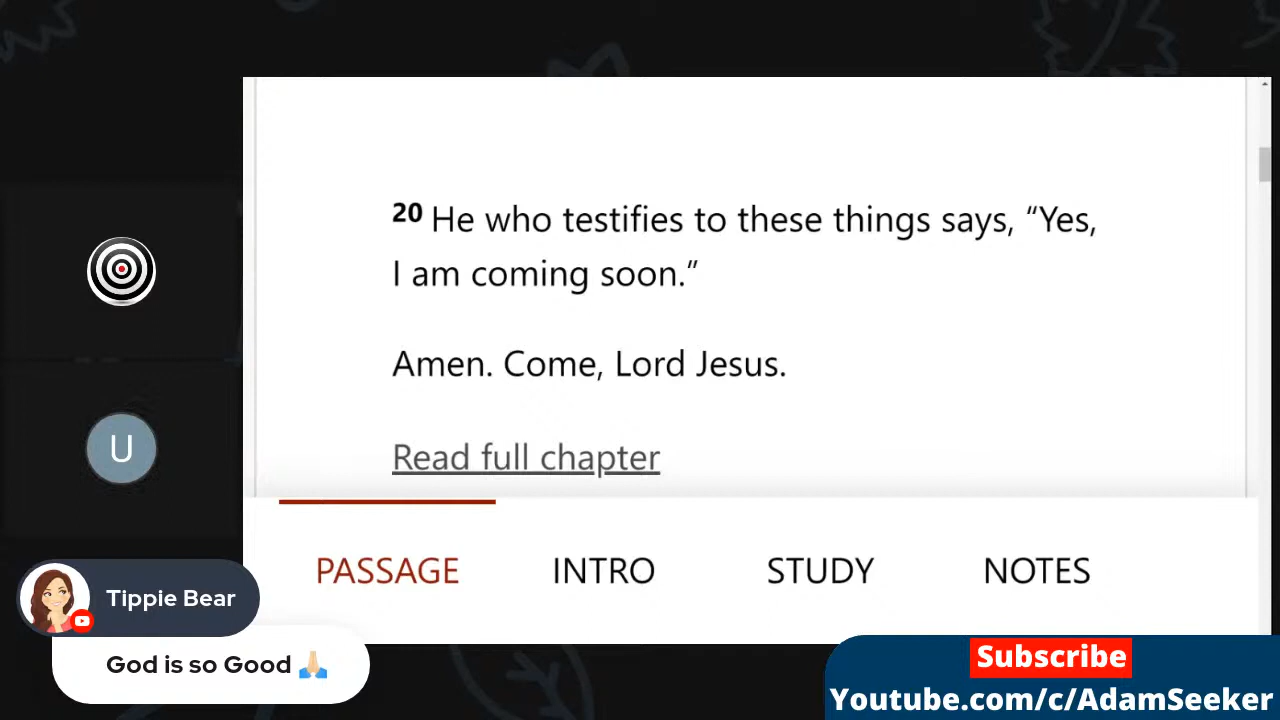 20 He who testifies to these things says, “Yes,
I am coming soon.”
Amen. Come, Lord Jesus.
Read full chapter
PASSAGE INTRO STUDY NOTES
U
Tippie Bear
God is so Good 🙏🏼
Subscribe
Youtube.com/c/AdamSeeker